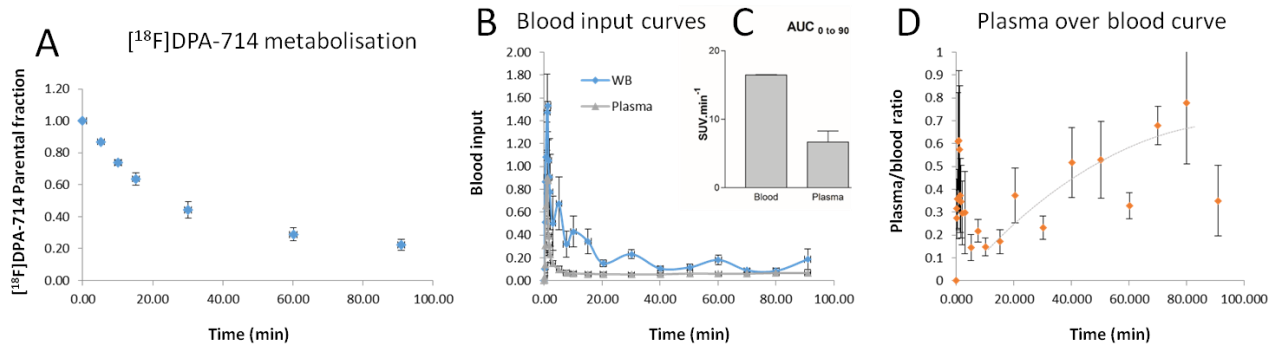 A
[¹⁸F]DPA-714 metabolisation
[¹⁸F]DPA-714 Parental fraction
1.20
1.00
0.80
0.60
0.40
0.20
0.00
0.00
20.00
40.00
60.00
80.00
100.00
Time (min)
B
Blood input curves
Blood input
2.00
1.80
1.60
1.40
1.20
1.00
0.80
0.60
0.40
0.20
0.00
WB
Plasma
0.00
20.00
40.00
60.00
80.00
100.00
Time (min)
C
AUC 0 to 90
SUV.min⁻¹
20
10
0
Blood
Plasma
D
Plasma over blood curve
Plasma/blood ratio
1
0.9
0.8
0.7
0.6
0.5
0.4
0.3
0.2
0.1
0
0.000
20.000
40.000
60.000
80.000
100.000
Time (min)